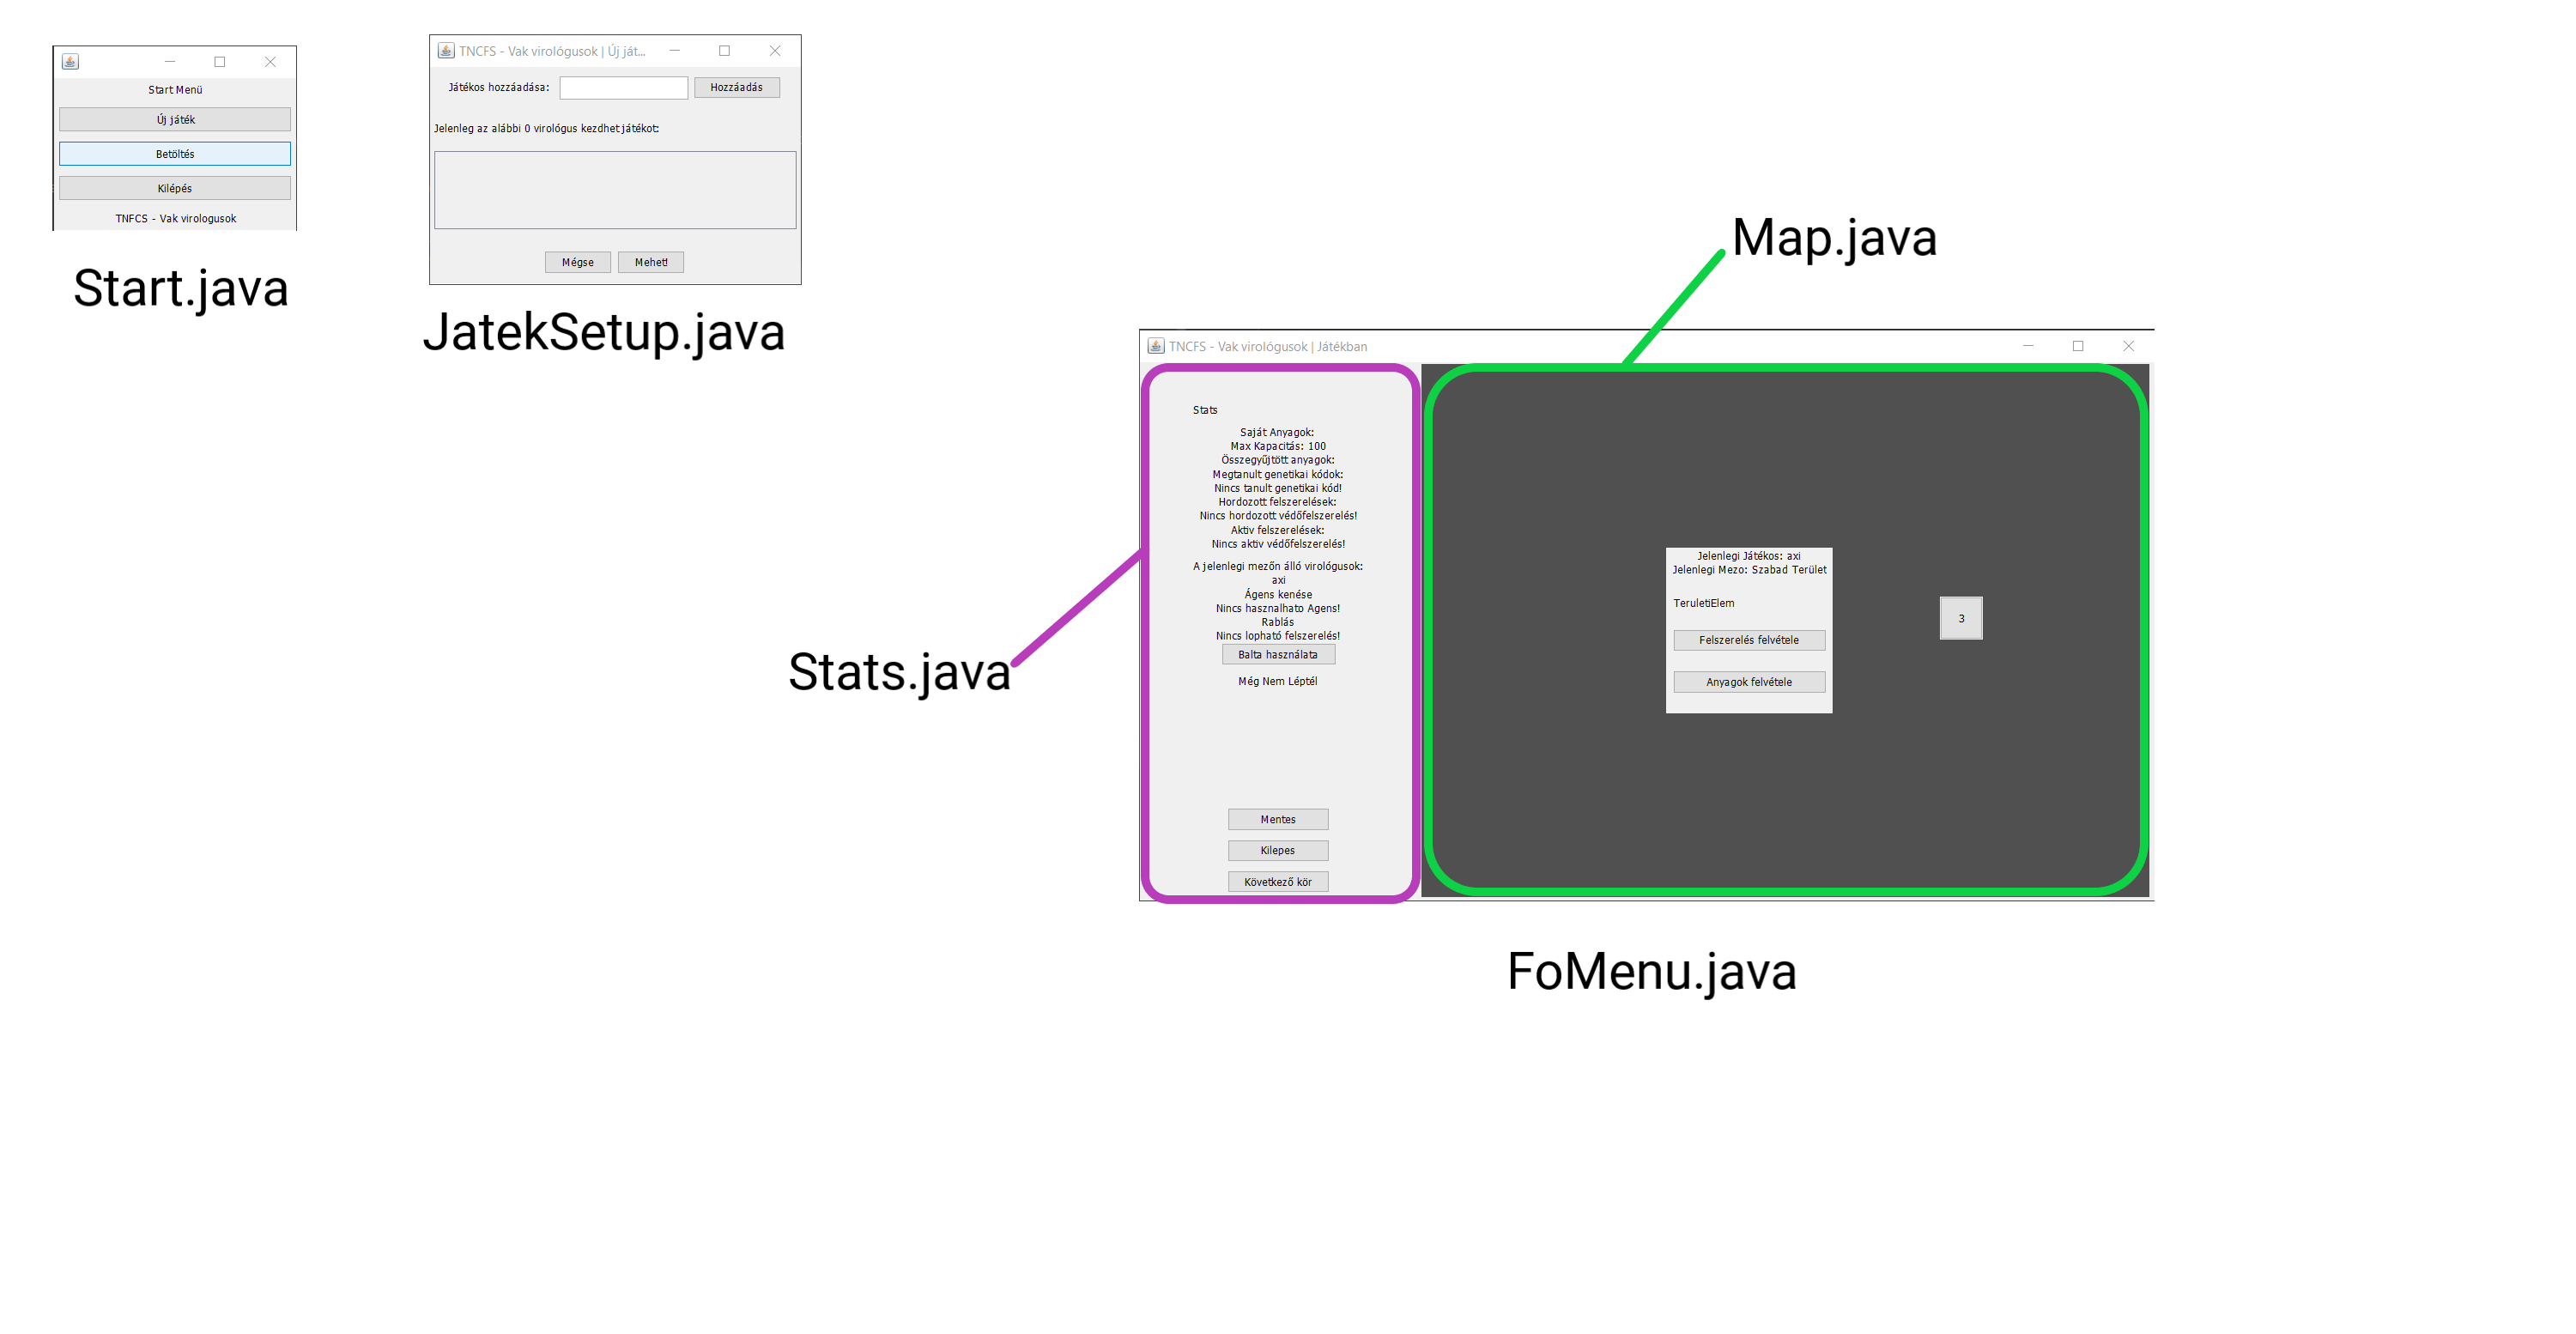 Start Menü
Új játék
Betöltés
Kilépés
TNFCS - Vak virologusok
Start.java
TNCFS - Vak virológusok | Új ját...
Játékos hozzáadása:
Hozzáadás
Jelenleg az alábbi 0 virológus kezdhet játékot:
Mégse
Mehet!
JatekSetup.java
Map.java
TNCFS - Vak virológusok | Játékban
Stats
Saját Anyagok:
Max Kapacitás: 100
Összegyűjtött anyagok:
Megtanult genetikai kódok:
Nincs tanult genetikai kód!
Hordozott felszerelések:
Nincs hordozott védőfelszerelés!
Aktiv felszerelések:
Nincs aktiv védőfelszerelés!
A jelenlegi mezőn álló virológusok:
axi
Ágens kenése
Nincs hasznalhato Agens!
Rablás
Nincs lopható felszerelés!
Balta használata
Még Nem Léptél
Mentes
Kilepes
Következő kör
Stats.java
Jelenlegi Játékos: axi
Jelenlegi Mezo: Szabad Terület
TeruletiElem
Felszerelés felvétele
Anyagok felvétele
3
FoMenu.java